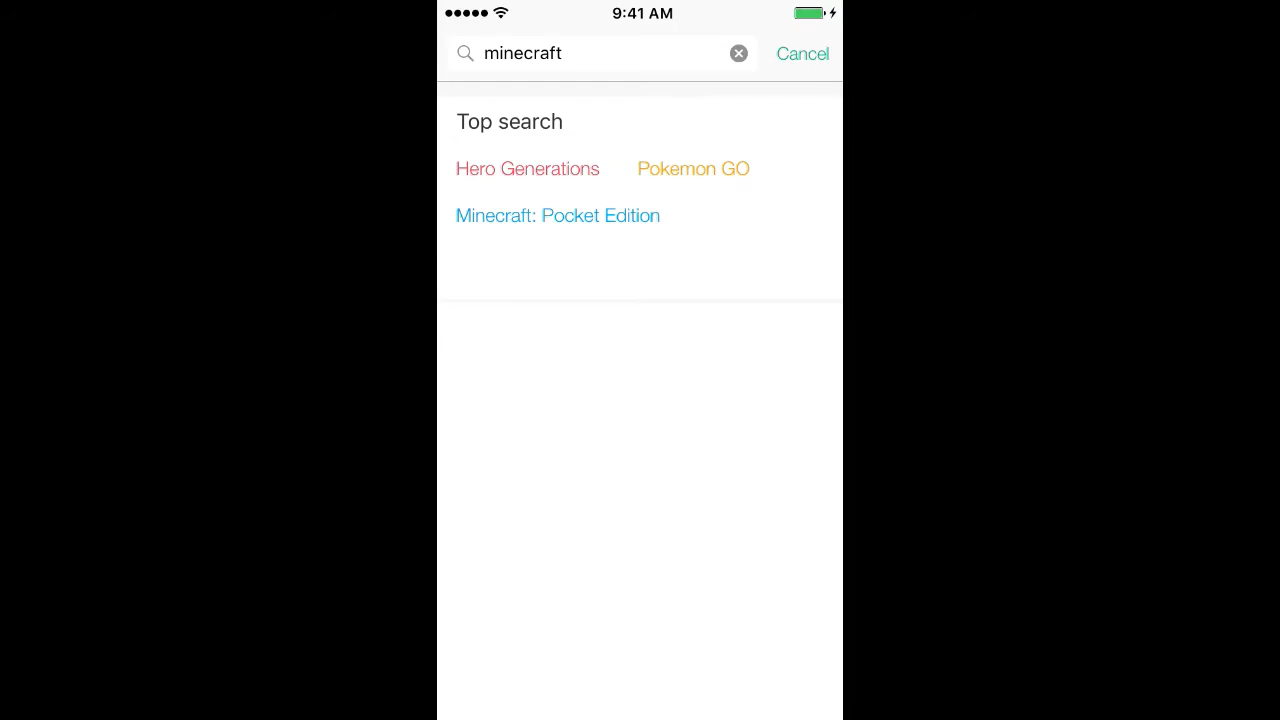 9:41 AM
minecraft Cancel
Top search
Hero Generations Pokemon GO
Minecraft: Pocket Edition